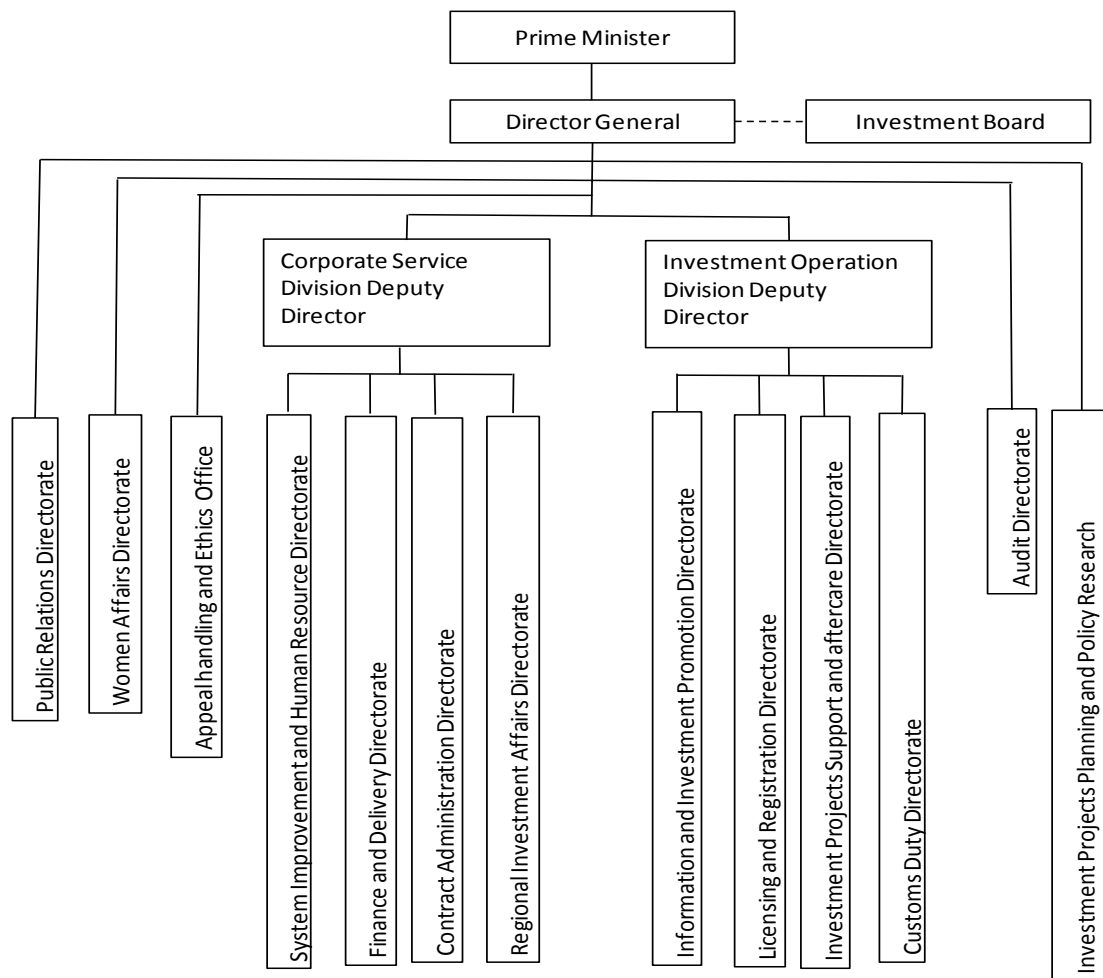 Prime Minister
Director General
Investment Board
Corporate Service
Division Deputy
Director
Investment Operation
Division Deputy
Director
Public Relations Directorate
Women Affairs Directorate
Appealhandling and Ethics Office
System Improvement and Human Resource Directorate
Finance and Delivery Directorate
Contract Administration Directorate
Regional Investment Affairs Directorate
Information and Investment Promotion Directorate
Licensing and Registration Directorate
Investment Projects Support and aftercare Directorate
Customs Duty Directorate
Audit Directorate
Investment Projects Planning and Policy Research